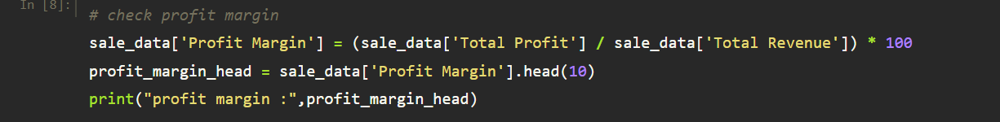 In [8]:
# check profit margin
sale_data['Profit Margin'] = (sale_data['Total Profit'] / sale_data['Total Revenue']) * 100
profit_margin_head = sale_data['Profit Margin'].head(10)
print("profit margin :",profit_margin_head)